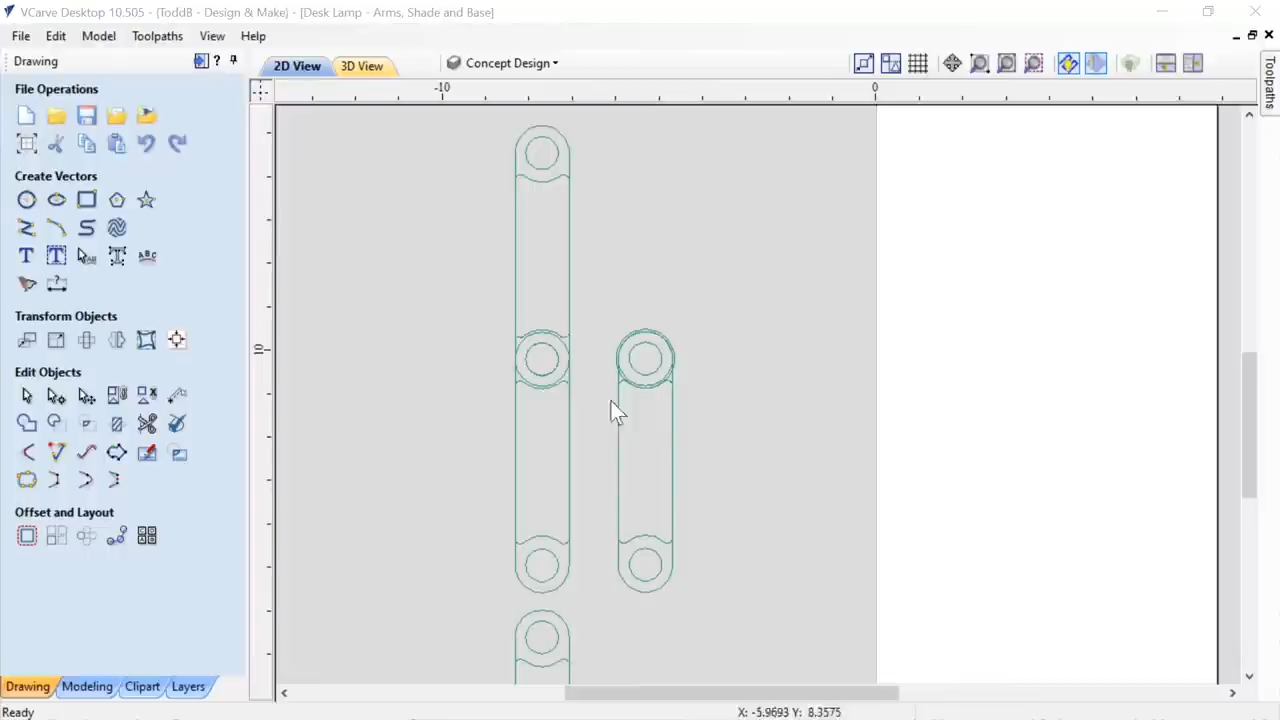 VCarve Desktop 10.505 - {ToddB - Design & Make} - [Desk Lamp - Arms, Shade and Base]
File Edit Model Toolpaths View Help
Drawing
2D View
3D View
Concept Design
Toolpaths
File Operations
-10
0
Create Vectors
Transform Objects
10
Edit Objects
Offset and Layout
Drawing
Modeling
Clipart
Layers
Ready
X: -5.9693 Y: 8.3575